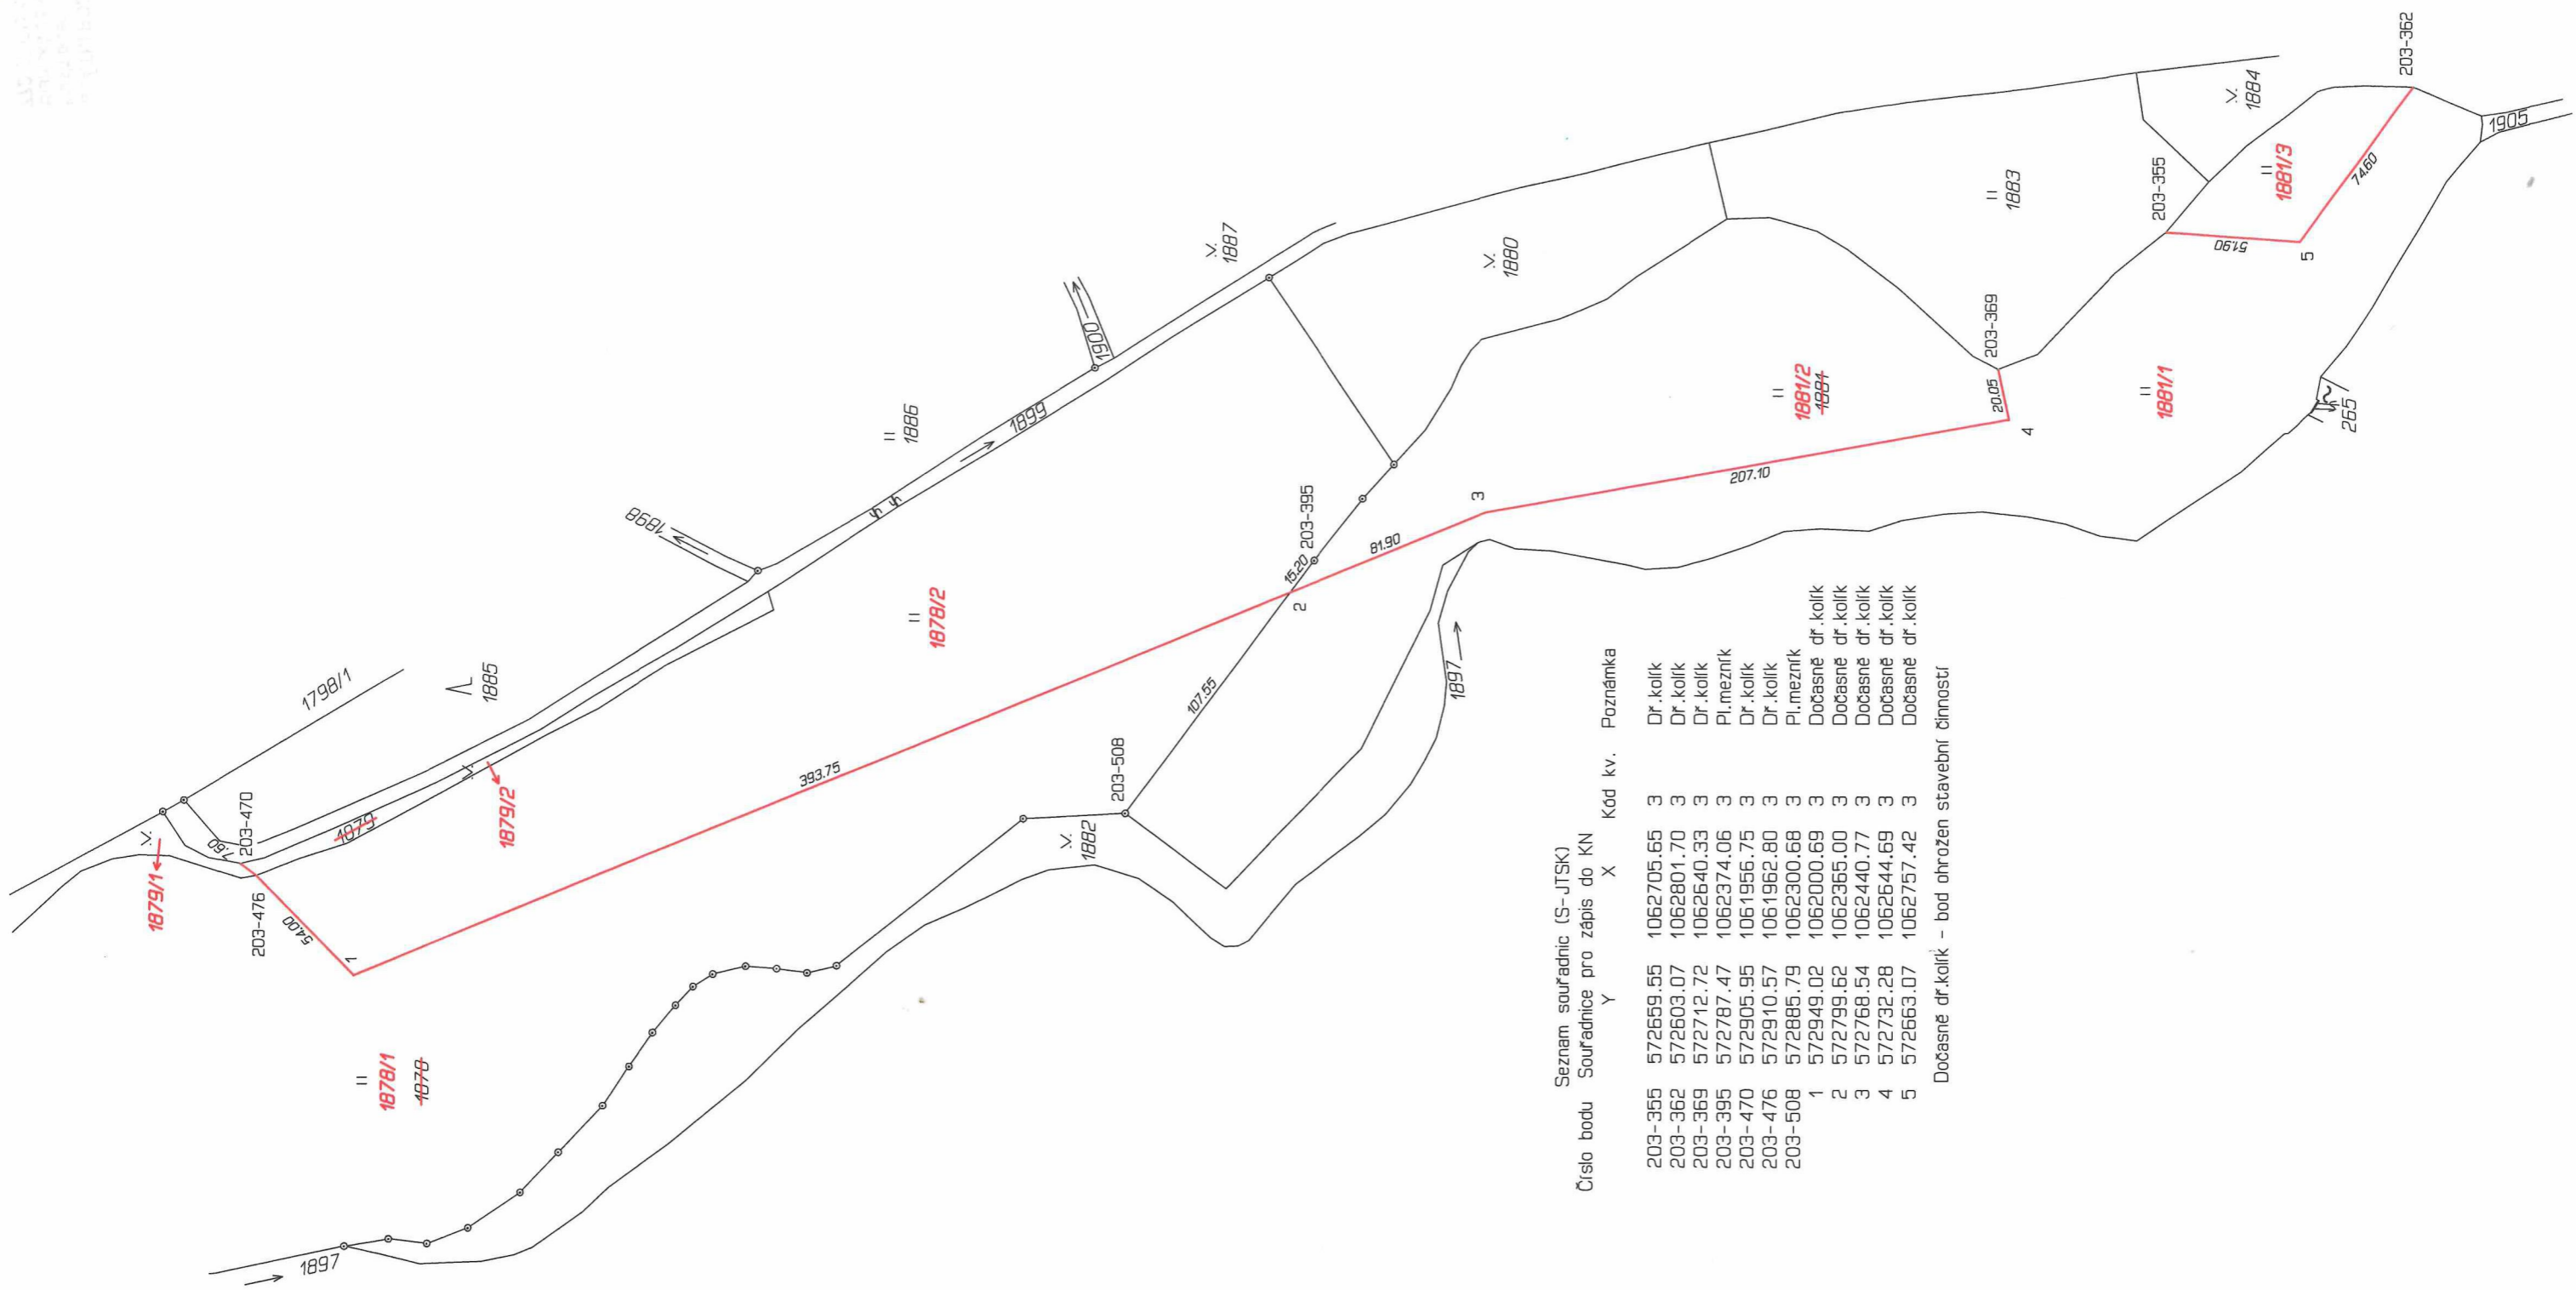 1879/1
1798/1
1885
203-470
7.60
1879
203-476
54.00
1
1879/2
1878/1
1878
1897
1898
1886
1899
1900
1887
1878/2
393.75
107.55
203-508
1882
1880
15.20
203-395
2
81.90
3
207.10
1897
1883
1881/2
1881
203-369
20.05
4
1881/1
203-355
51.90
5
1881/3
74.60
1884
203-362
1905
265
Seznam souřadnic (S-JTSK)
Číslo bodu Souřadnice pro zápis do KN
Y X Kód kv. Poznámka
203-355 572659.55 1062705.65 3 Dř.kolík
203-362 572603.07 1062801.70 3 Dř.kolík
203-369 572712.72 1062640.33 3 Dř.kolík
203-395 572787.47 1062374.06 3 Pl.mezník
203-470 572905.95 1061956.75 3 Dř.kolík
203-476 572910.57 1061962.80 3 Dř.kolík
203-508 572885.79 1062300.68 3 Pl.mezník
1 572949.02 1062000.69 3 Dočasně dř.kolík
2 572799.62 1062365.00 3 Dočasně dř.kolík
3 572768.54 1062440.77 3 Dočasně dř.kolík
4 572732.28 1062644.69 3 Dočasně dř.kolík
5 572663.07 1062757.42 3 Dočasně dř.kolík
Dočasně dř.kolík - bod ohrožen stavební činností